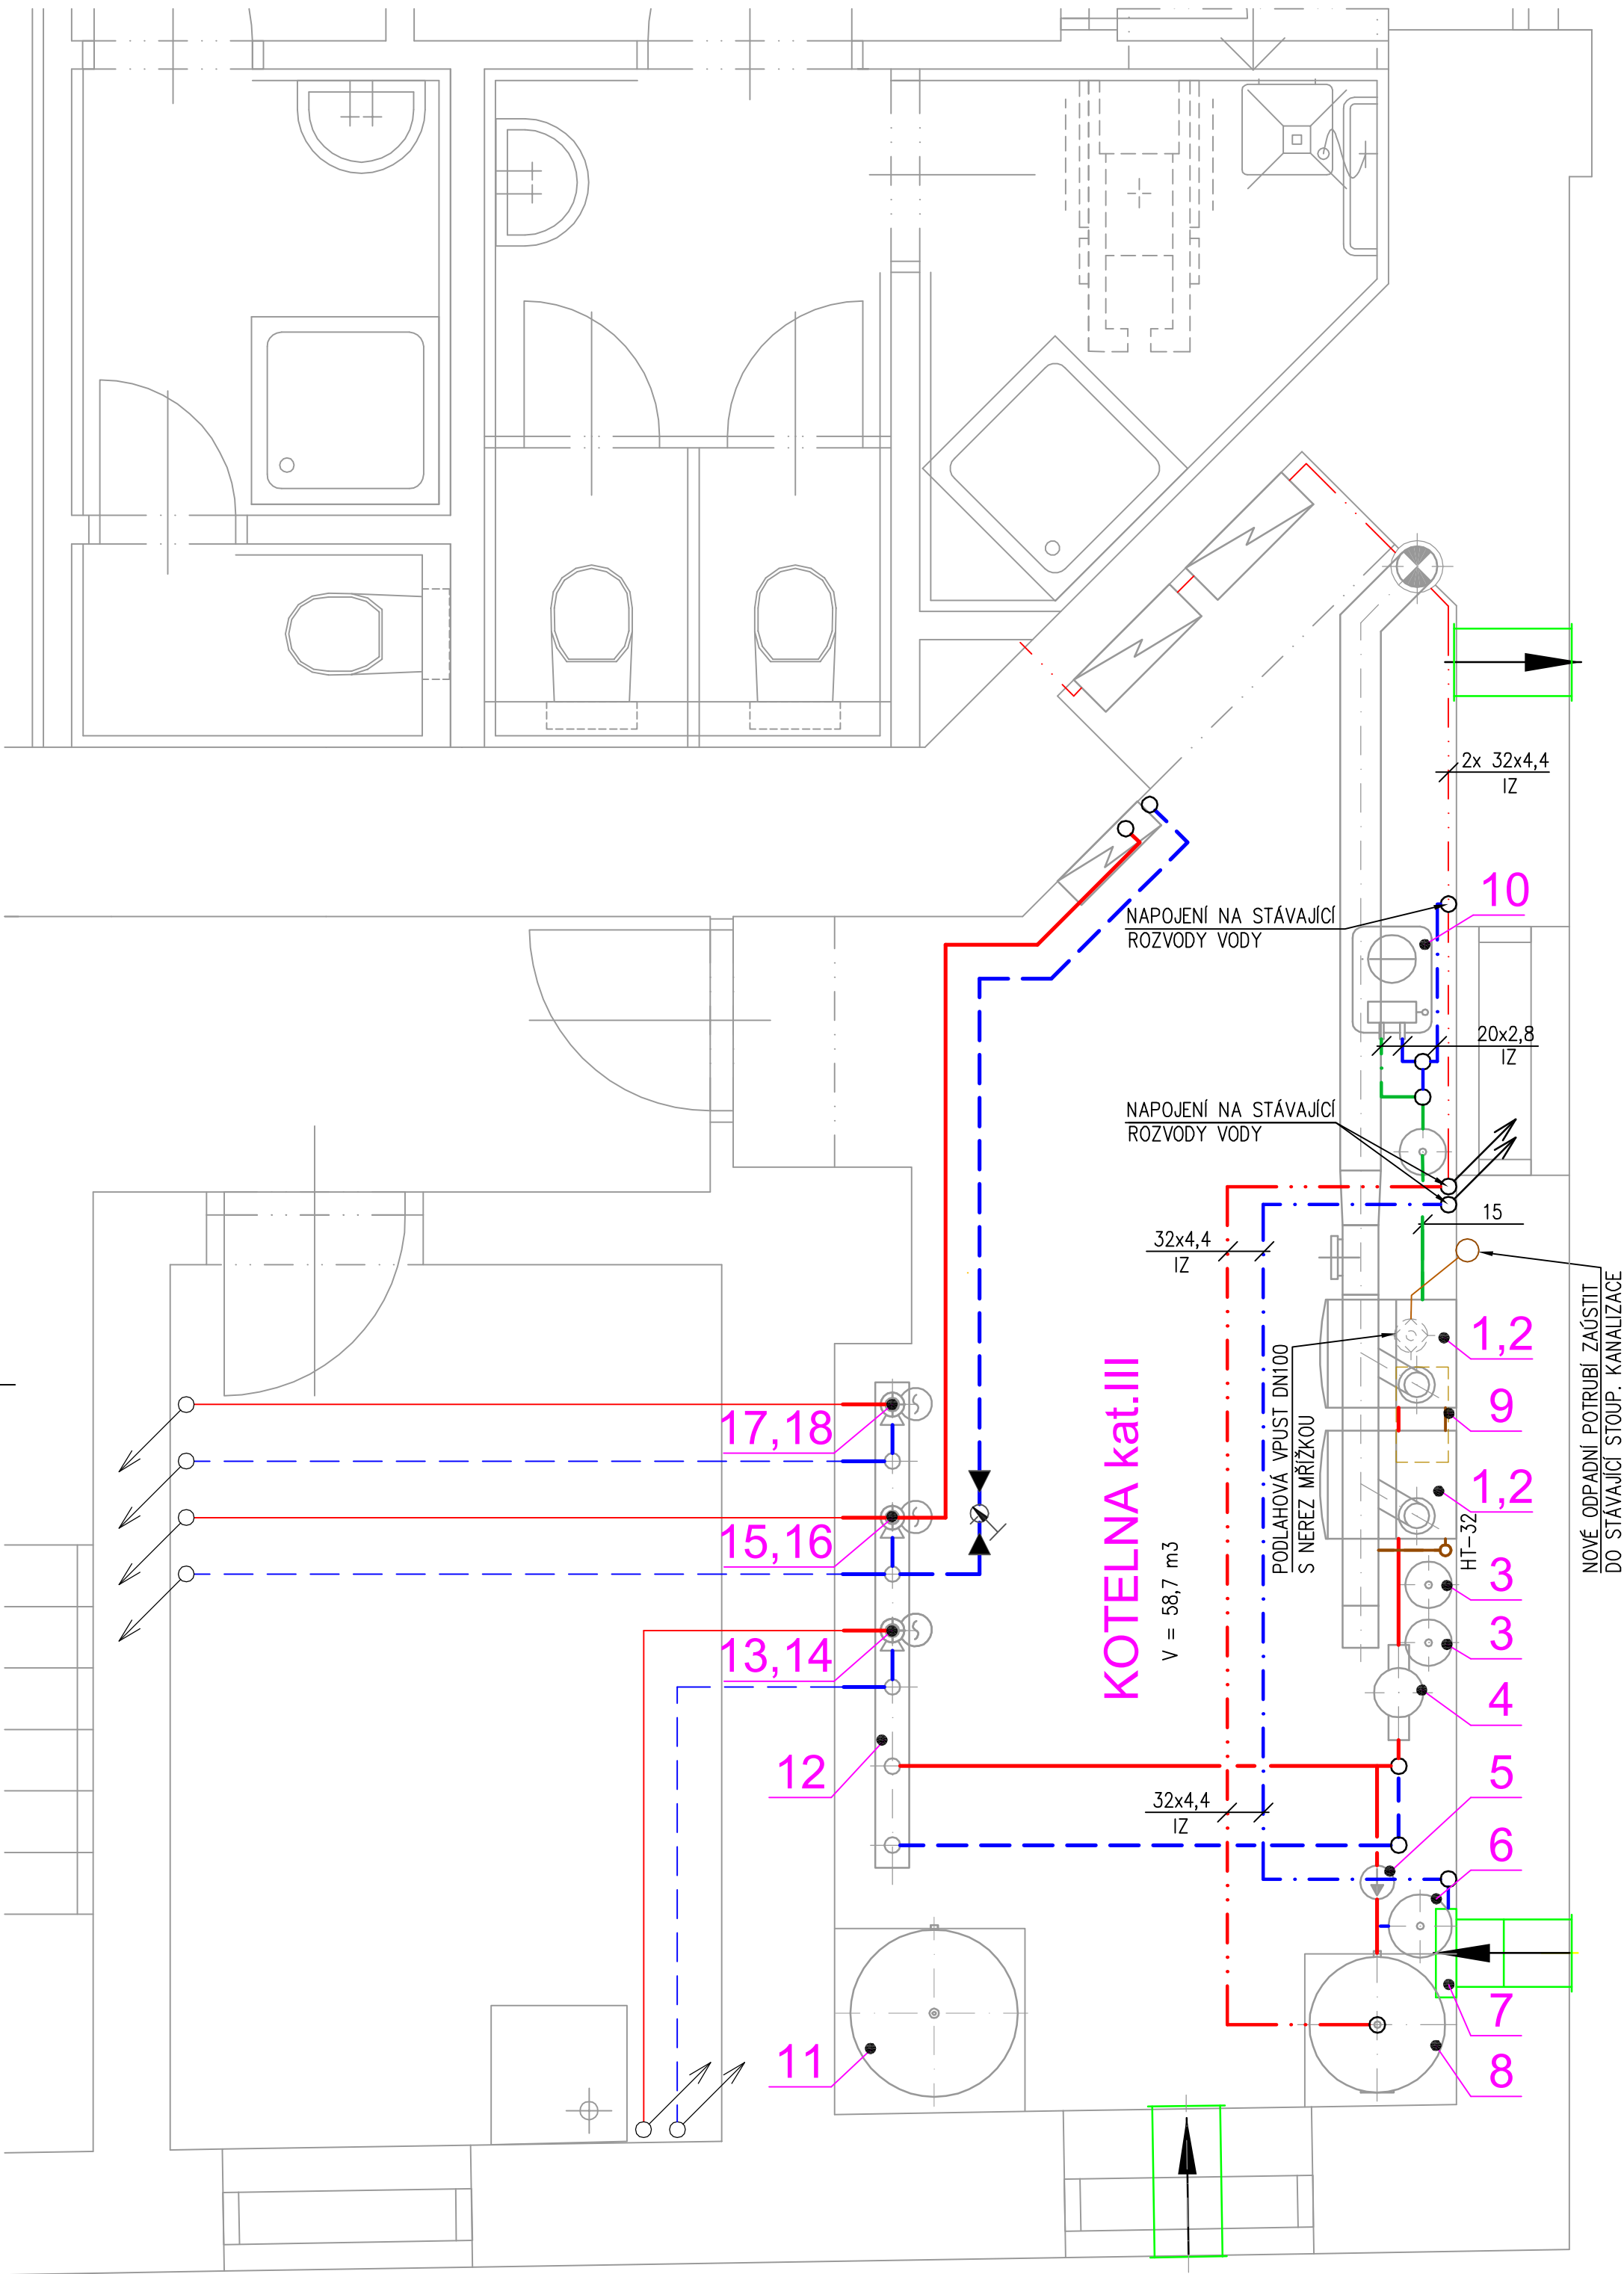 2x 32x4,4
IZ
10
NAPOJENÍ NA STÁVAJÍCÍ
ROZVODY VODY
20x2,8
IZ
NAPOJENÍ NA STÁVAJÍCÍ
ROZVODY VODY
15
32x4,4
IZ
NOVÉ ODPADNÍ POTRUBÍ ZAÚSTIT
DO STÁVAJÍCÍ STOUP. KANALIZACE
1,2
PODLAHOVÁ VPUST DN100
S NEREZ MŘÍŽKOU
KOTELNA kat.III
V = 58,7 m3
9
17,18
1,2
15,16
HT-32
3
3
13,14
4
12
5
32x4,4
IZ
6
7
11
8